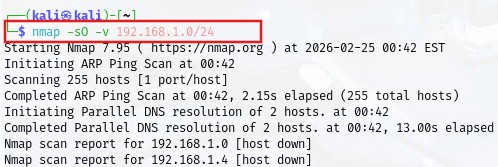 ┌──(kali㉿kali)-[~]
└─$ nmap -sO -v 192.168.1.0/24
Starting Nmap 7.95 ( https://nmap.org ) at 2026-02-25 00:42 EST
Initiating ARP Ping Scan at 00:42
Scanning 255 hosts [1 port/host]
Completed ARP Ping Scan at 00:42, 2.15s elapsed (255 total hosts)
Initiating Parallel DNS resolution of 2 hosts. at 00:42
Completed Parallel DNS resolution of 2 hosts. at 00:42, 13.00s elapsed
Nmap scan report for 192.168.1.0 [host down]
Nmap scan report for 192.168.1.4 [host down]